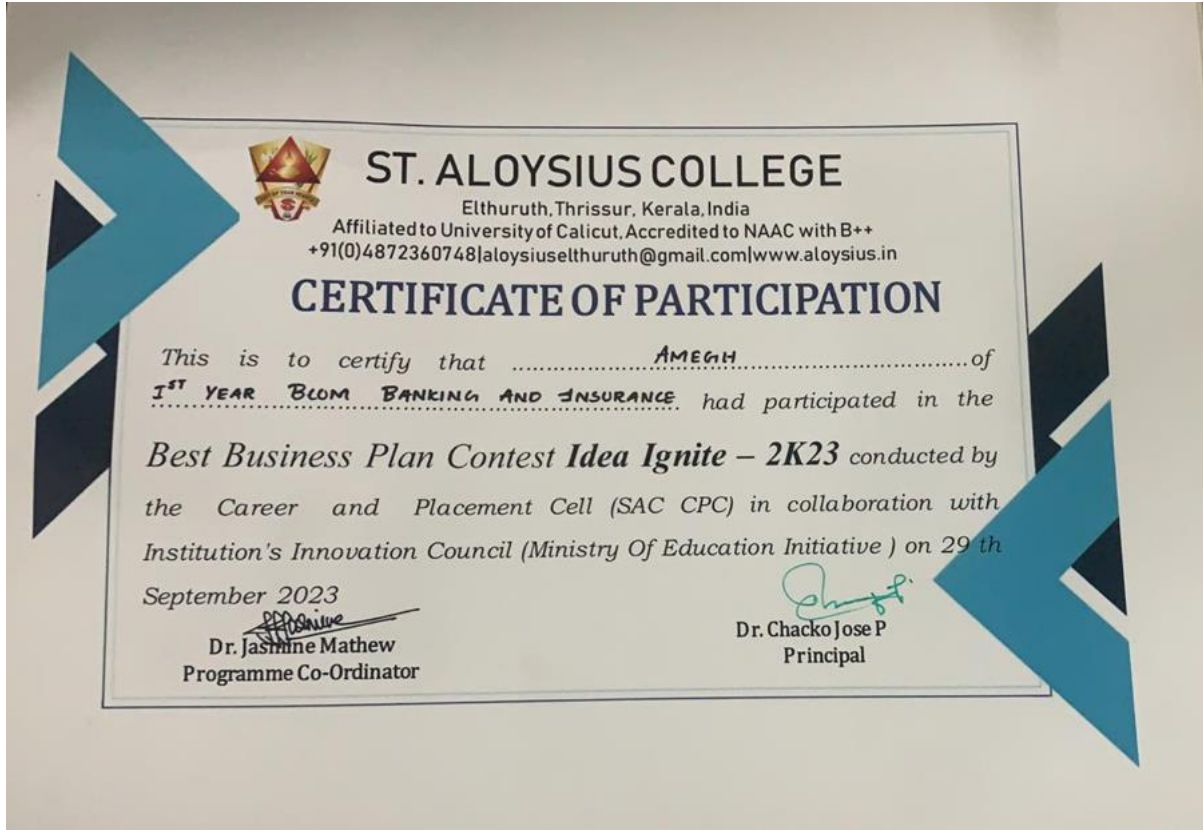 ST. ALOYSIUS COLLEGE
Elthuruth, Thrissur, Kerala, India
Affiliated to University of Calicut, Accredited to NAAC with B++
+91(0)4872360748|aloysiuselthuruth@gmail.com|www.aloysius.in
CERTIFICATE OF PARTICIPATION
This is to certify that ..................... AMEGH .......................................of
IST YEAR BCOM BANKING AND INSURANCE had participated in the
Best Business Plan Contest Idea Ignite – 2K23 conducted by
the Career and Placement Cell (SAC CPC) in collaboration with
Institution's Innovation Council (Ministry Of Education Initiative ) on 29 th
September 2023
Dr. Jasmine Mathew
Programme Co-Ordinator
Dr. Chacko Jose P
Principal